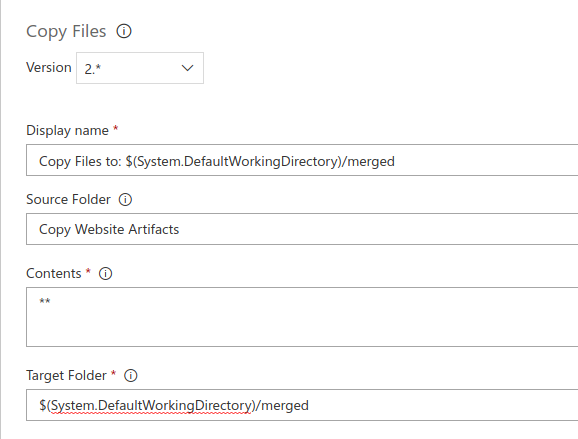 Copy Files
Version 2.*
Display name *
Copy Files to: $(System.DefaultWorkingDirectory)/merged
Source Folder
Copy Website Artifacts
Contents *
**
Target Folder *
$(System.DefaultWorkingDirectory)/merged